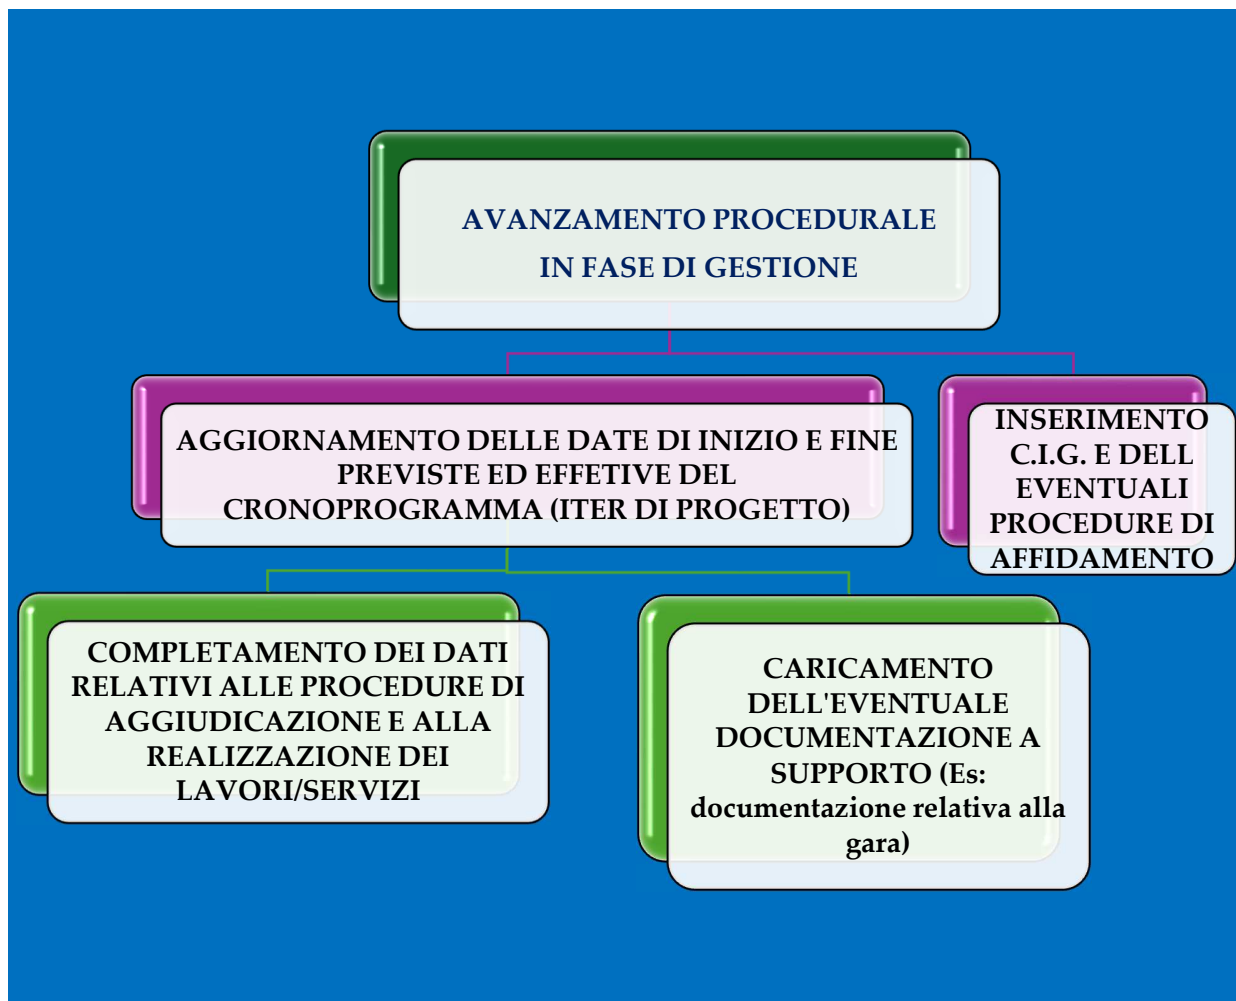 AVANZAMENTO PROCEDURALE
IN FASE DI GESTIONE
AGGIORNAMENTO DELLE DATE DI INIZIO E FINE
PREVISTE ED EFFETIVE DEL
CRONOPROGRAMMA (ITER DI PROGETTO)
INSERIMENTO
C.I.G. E DELL
EVENTUALI
PROCEDURE DI
AFFIDAMENTO
COMPLETAMENTO DEI DATI
RELATIVI ALLE PROCEDURE DI
AGGIUDICAZIONE E ALLA
REALIZZAZIONE DEI
LAVORI/SERVIZI
CARICAMENTO
DELL'EVENTUALE
DOCUMENTAZIONE A
SUPPORTO (Es:
documentazione relativa alla
gara)